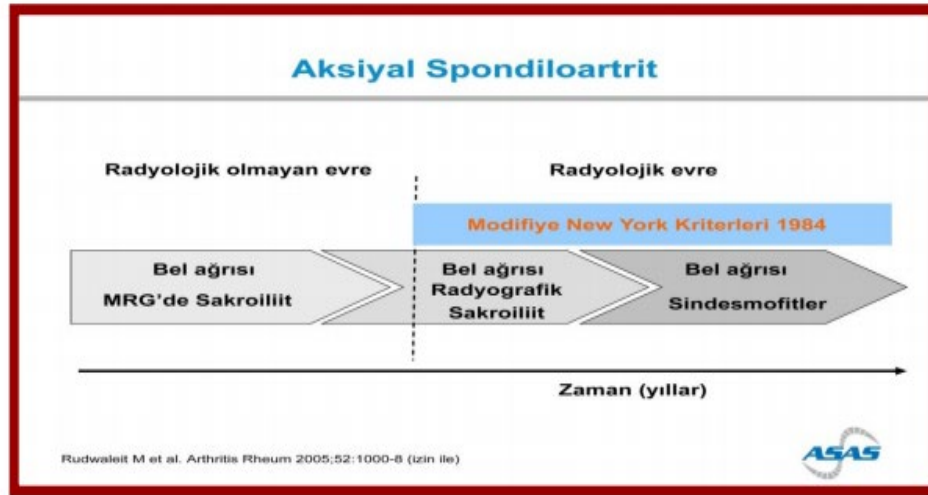 Aksiyal Spondiloartrit
Radyolojik olmayan evre
Radyolojik evre
Modifiye New York Kriterleri 1984
Bel ağrısı
MRG'de Sakroiliit
Bel ağrısı
Radyografik
Sakroiliit
Bel ağrısı
Sindesmofitler
Zaman (yıllar)
Rudwaleit M et al. Arthritis Rheum 2005;52:1000-8 (izin ile)
ASAS